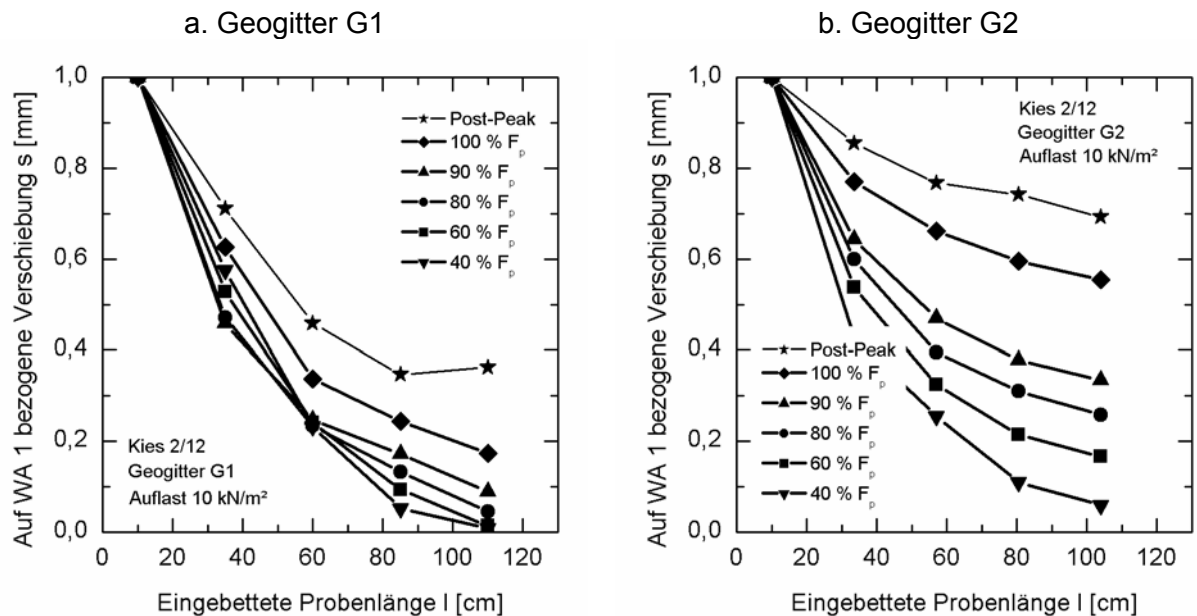 a. Geogitter G1
Auf WA 1 bezogene Verschiebung s [mm]
1,0
0,8
0,6
0,4
0,2
0,0
Post-Peak
100 % Fp
90 % Fp
80 % Fp
60 % Fp
40 % Fp
Kies 2/12
Geogitter G1
Auflast 10 kN/m²
0 20 40 60 80 100 120
Eingebettete Probenlänge l [cm]
b. Geogitter G2
Auf WA 1 bezogene Verschiebung s [mm]
1,0
0,8
0,6
0,4
0,2
0,0
Kies 2/12
Geogitter G2
Auflast 10 kN/m²
Post-Peak
100 % Fp
90 % Fp
80 % Fp
60 % Fp
40 % Fp
0 20 40 60 80 100 120
Eingebettete Probenlänge l [cm]